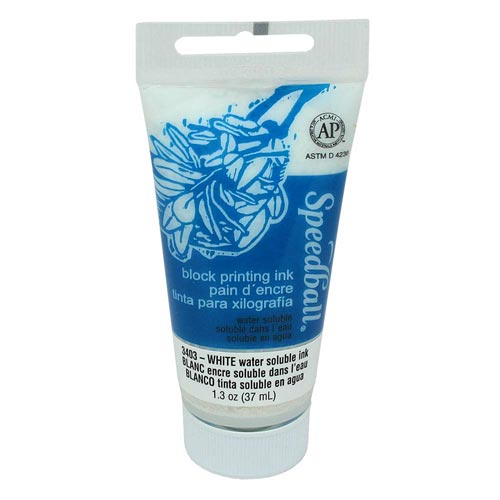 ACMI
AP
ASTM D 4236
Speedball.
block printing ink
pain d'encre
tinta para xilografía
water soluble
soluble dans l'eau
soluble en agua
3403 – WHITE water soluble ink
BLANC encre soluble dans l'eau
BLANCO tinta soluble en agua
1.3 oz (37 mL)